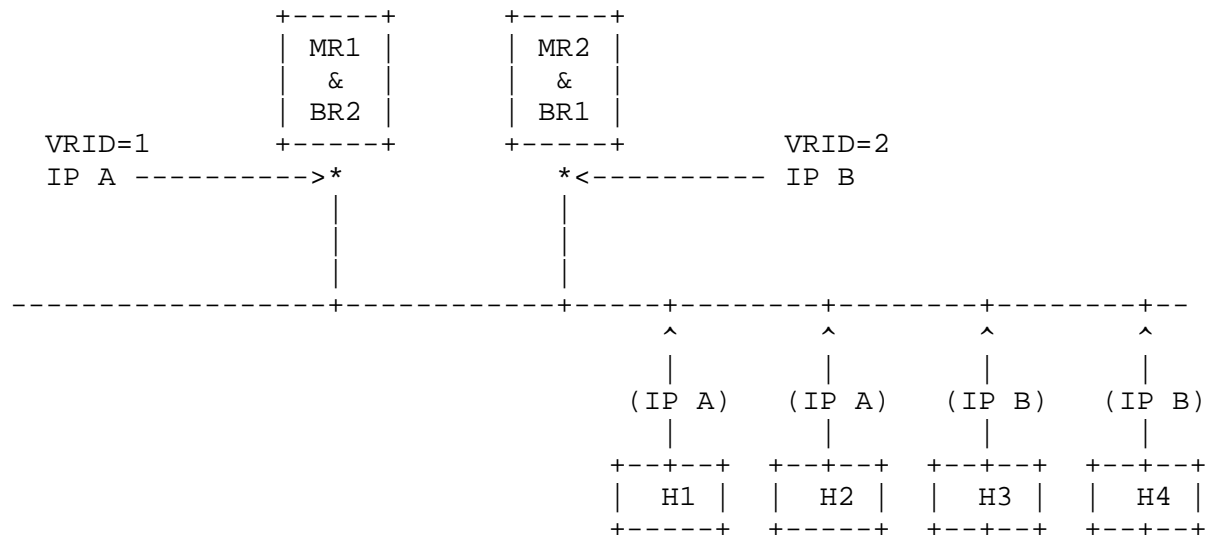 MR1 MR2
& &
BR2 BR1
VRID=1 VRID=2
IP A IP B
(IP A) (IP A) (IP B) (IP B)
H1 H2 H3 H4